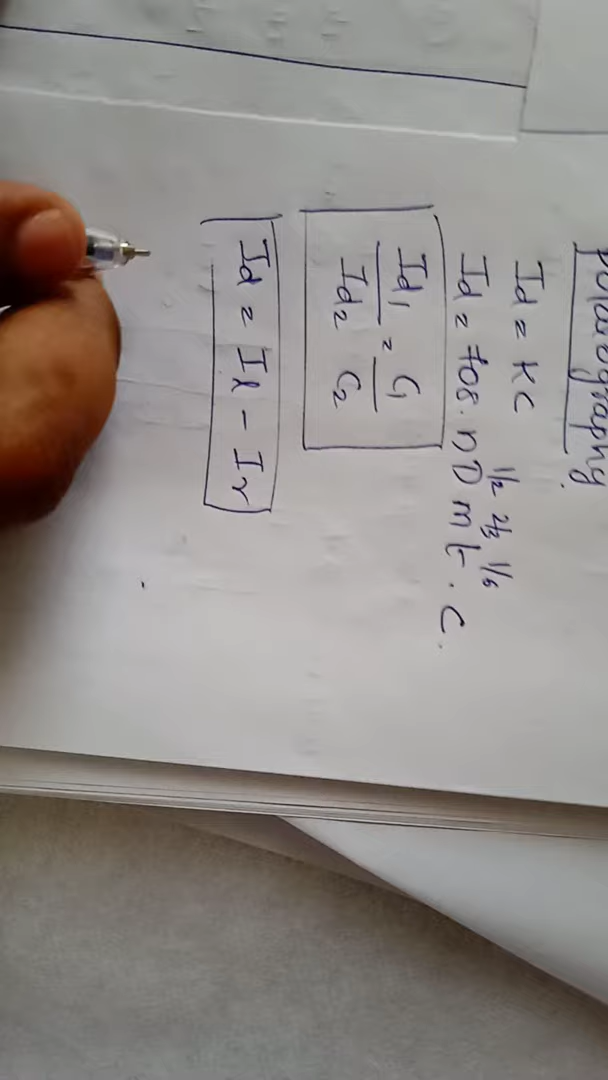 Polarography
Id = KC
Id = 708. n D^1/2 m^2/3 t^1/6 . C.
Id₁/Id₂ = C₁/C₂
Id = Il - Ir